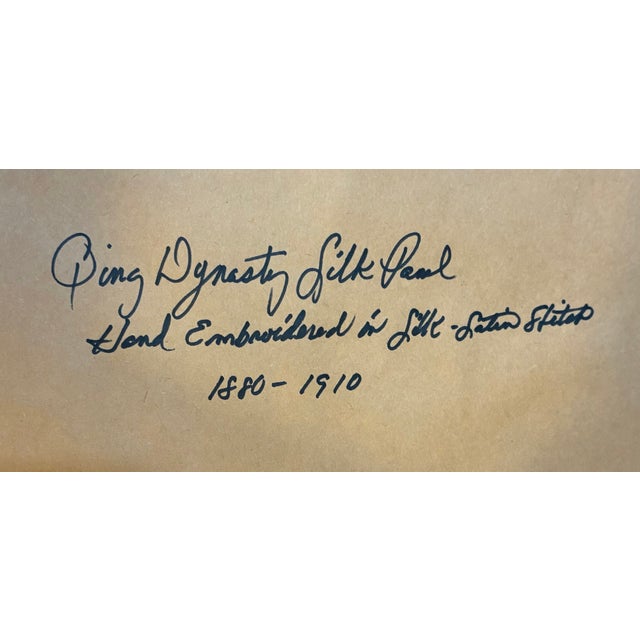 Qing Dynasty Silk Panel
Hand Embroidered in Silk - Satin Stitch
1880 - 1910